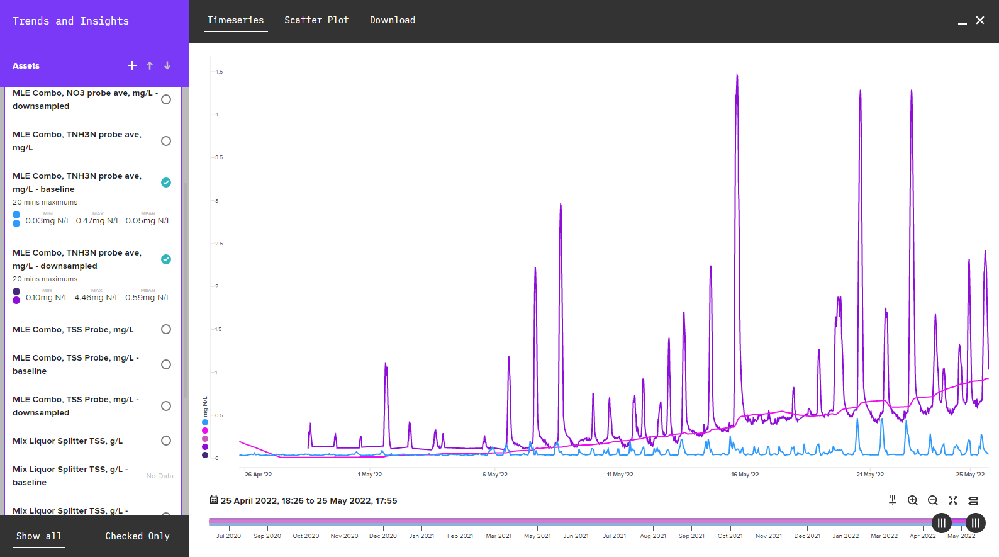 Trends and Insights
Timeseries
Scatter Plot
Download
Assets
MLE Combo, NO3 probe ave, mg/L -
downsampled
MLE Combo, TNH3N probe ave,
mg/L
MLE Combo, TNH3N probe ave,
mg/L - baseline
20 mins maximums
MIN MAX MEAN
0.03mg N/L 0.47mg N/L 0.05mg N/L
MLE Combo, TNH3N probe ave,
mg/L - downsampled
20 mins maximums
MIN MAX MEAN
0.10mg N/L 4.46mg N/L 0.59mg N/L
MLE Combo, TSS Probe, mg/L
MLE Combo, TSS Probe, mg/L -
baseline
MLE Combo, TSS Probe, mg/L -
downsampled
Mix Liquor Splitter TSS, g/L
Mix Liquor Splitter TSS, g/L -
baseline
No Data
Mix Liquor Splitter TSS, g/L -
Show all
Checked Only
4.5
4
3.5
3
2.5
2
1.5
1
0.5
0
mg N/L
26 Apr '22 1 May '22 6 May '22 11 May '22 16 May '22 21 May '22 25 May '22
25 April 2022, 18:26 to 25 May 2022, 17:55
Jul 2020 Sep 2020 Oct 2020 Nov 2020 Dec 2020 Jan 2021 Feb 2021 Mar 2021 May 2021 Jun 2021 Jul 2021 Aug 2021 Sep 2021 Oct 2021 Nov 2021 Dec 2021 Jan 2022 Mar 2022 Apr 2022 May 2022